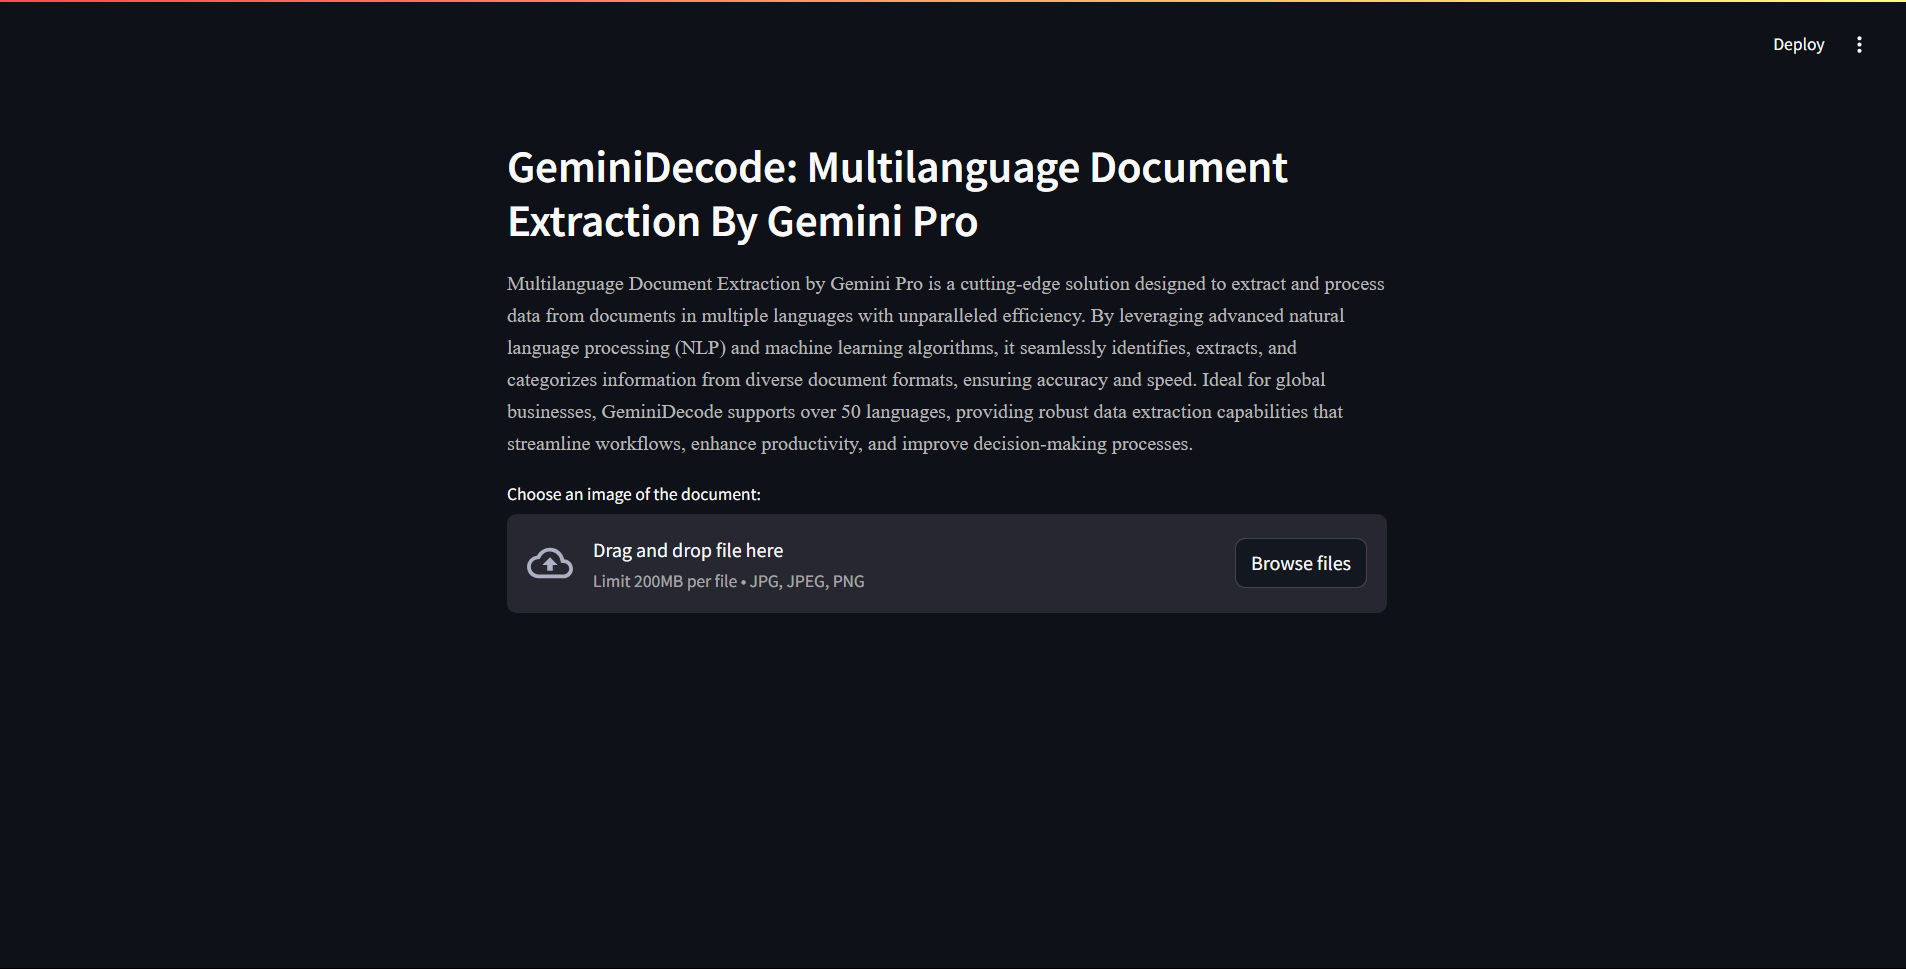 Deploy
GeminiDecode: Multilanguage Document
Extraction By Gemini Pro
Multilanguage Document Extraction by Gemini Pro is a cutting-edge solution designed to extract and process
data from documents in multiple languages with unparalleled efficiency. By leveraging advanced natural
language processing (NLP) and machine learning algorithms, it seamlessly identifies, extracts, and
categorizes information from diverse document formats, ensuring accuracy and speed. Ideal for global
businesses, GeminiDecode supports over 50 languages, providing robust data extraction capabilities that
streamline workflows, enhance productivity, and improve decision-making processes.
Choose an image of the document:
Drag and drop file here
Limit 200MB per file • JPG, JPEG, PNG
Browse files